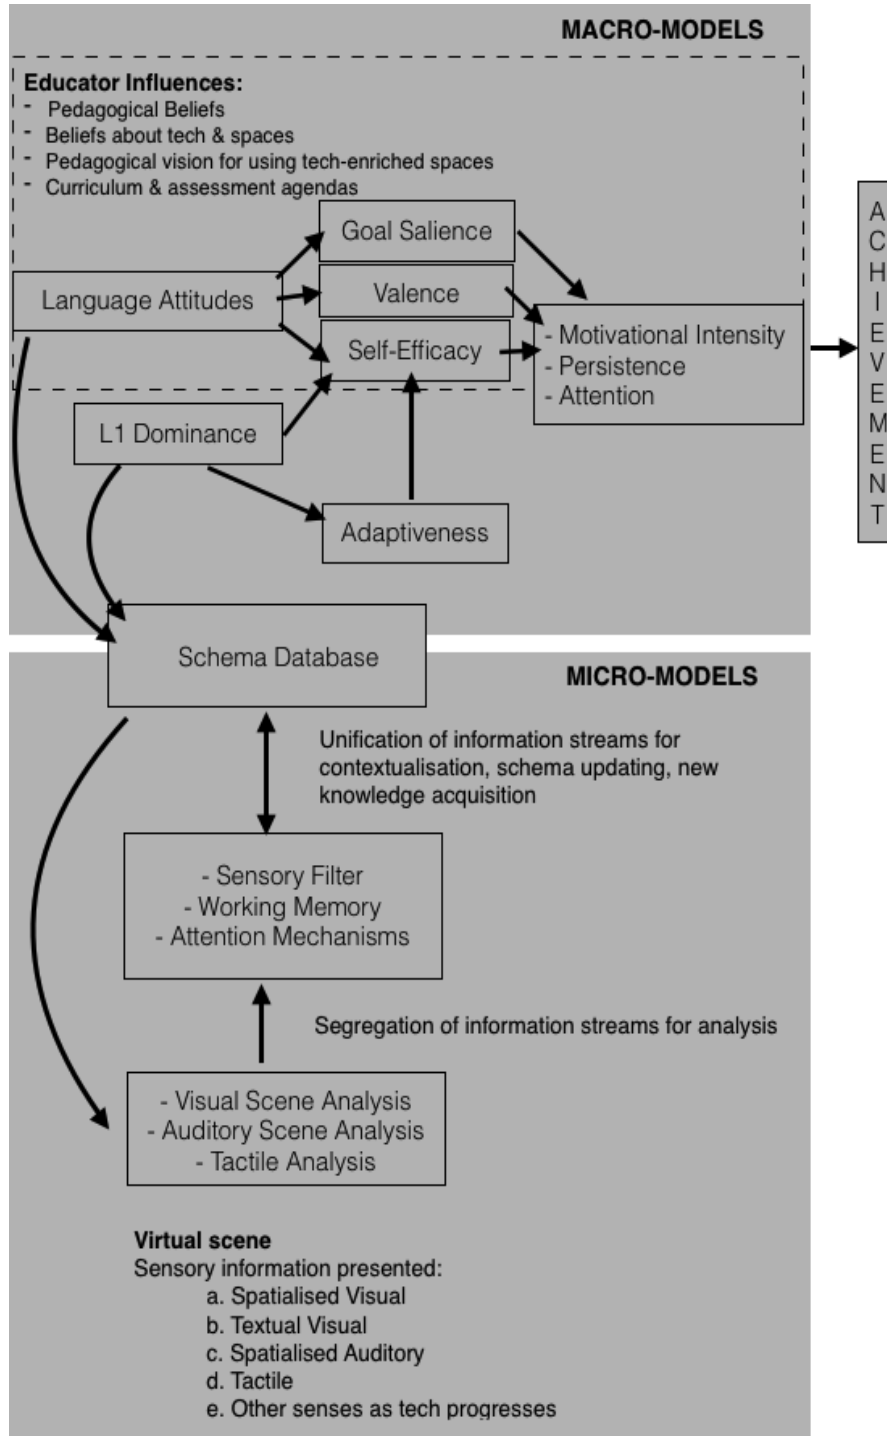 MACRO-MODELS
Educator Influences:
- Pedagogical Beliefs
- Beliefs about tech & spaces
- Pedagogical vision for using tech-enriched spaces
- Curriculum & assessment agendas
Goal Salience
Language Attitudes
Valence
Self-Efficacy
- Motivational Intensity
- Persistence
- Attention
L1 Dominance
Adaptiveness
A
C
H
I
E
V
E
M
E
N
T
Schema Database
MICRO-MODELS
Unification of information streams for
contextualisation, schema updating, new
knowledge acquisition
- Sensory Filter
- Working Memory
- Attention Mechanisms
Segregation of information streams for analysis
- Visual Scene Analysis
- Auditory Scene Analysis
- Tactile Analysis
Virtual scene
Sensory information presented:
a. Spatialised Visual
b. Textual Visual
c. Spatialised Auditory
d. Tactile
e. Other senses as tech progresses